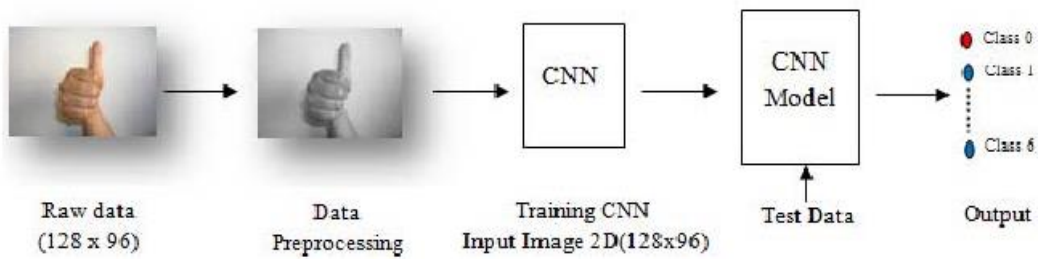 CNN
CNN
Model
Class 0
Class 1
Class 6
Raw data
(128 x 96)
Data
Preprocessing
Training CNN
Input Image 2D(128x96)
Test Data
Output